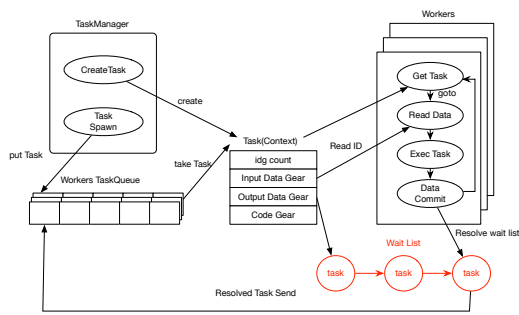 TaskManager
Workers
CreateTask
Get Task
goto
create
Task
Spawn
Read Data
Task(Context)
Read ID
put Task
take Task
idg count
Exec Task
Input Data Gear
Workers TaskQueue
Output Data Gear
Data
Commit
Code Gear
Resolve wait list
Wait List
task
task
task
Resolved Task Send